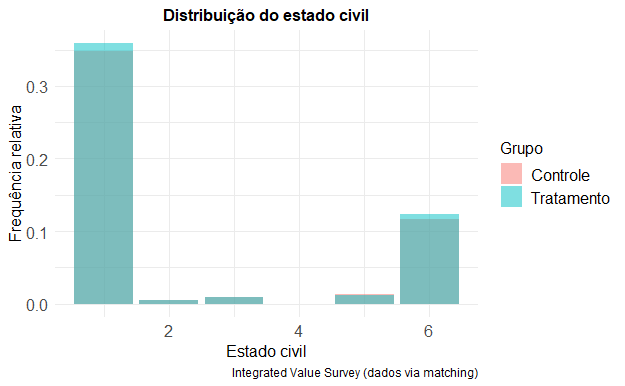 Distribuição do estado civil
Frequência relativa
0.3
0.2
0.1
0.0
2
4
6
Estado civil
Integrated Value Survey (dados via matching)
Grupo
Controle
Tratamento